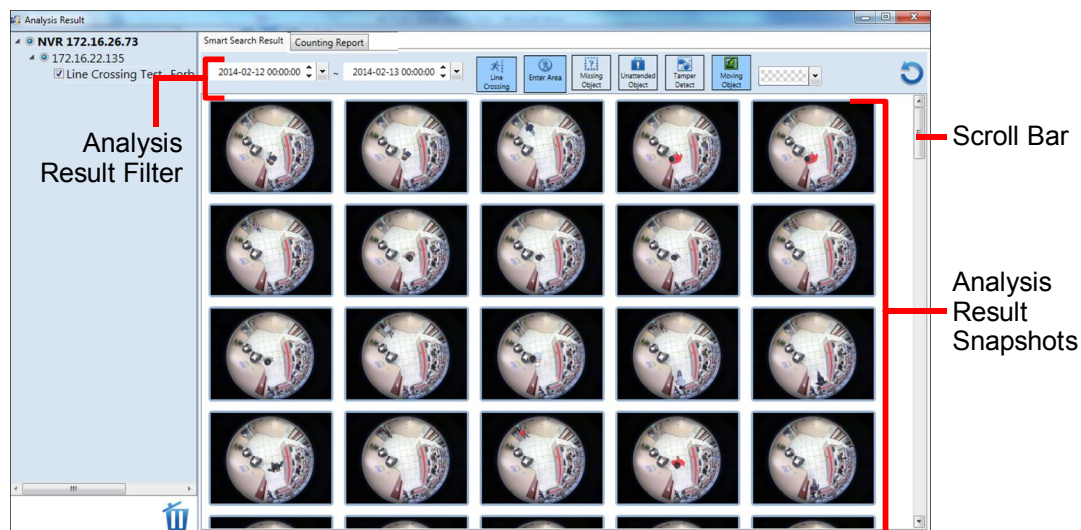 Analysis Result
NVR 172.16.26.73
172.16.22.135
Line Crossing Test_Forb
Smart Search Result
Counting Report
2014-02-12 00:00:00 ~ 2014-02-13 00:00:00
Line Crossing
Enter Area
Missing Object
Unattended Object
Tamper Detect
Moving Object
Analysis
Result Filter
Scroll Bar
Analysis
Result
Snapshots